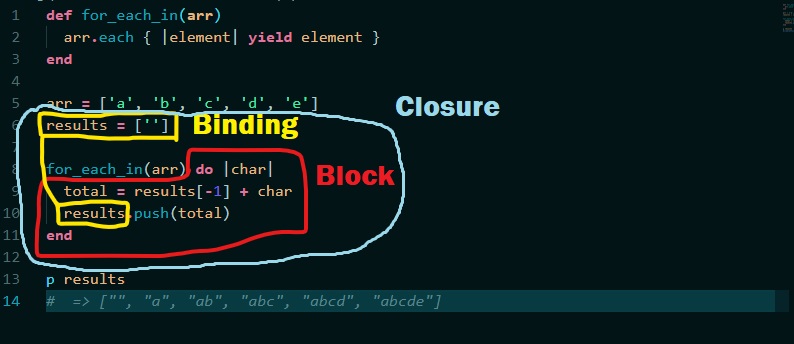 1 def for_each_in(arr)
2 arr.each { |element| yield element }
3 end
4
5 arr = ['a', 'b', 'c', 'd', 'e']
Closure
6 results = ['']
Binding
7
8 for_each_in(arr) do |char|
Block
9 total = results[-1] + char
10 results.push(total)
11 end
12
13 p results
14 # => ["", "a", "ab", "abc", "abcd", "abcde"]